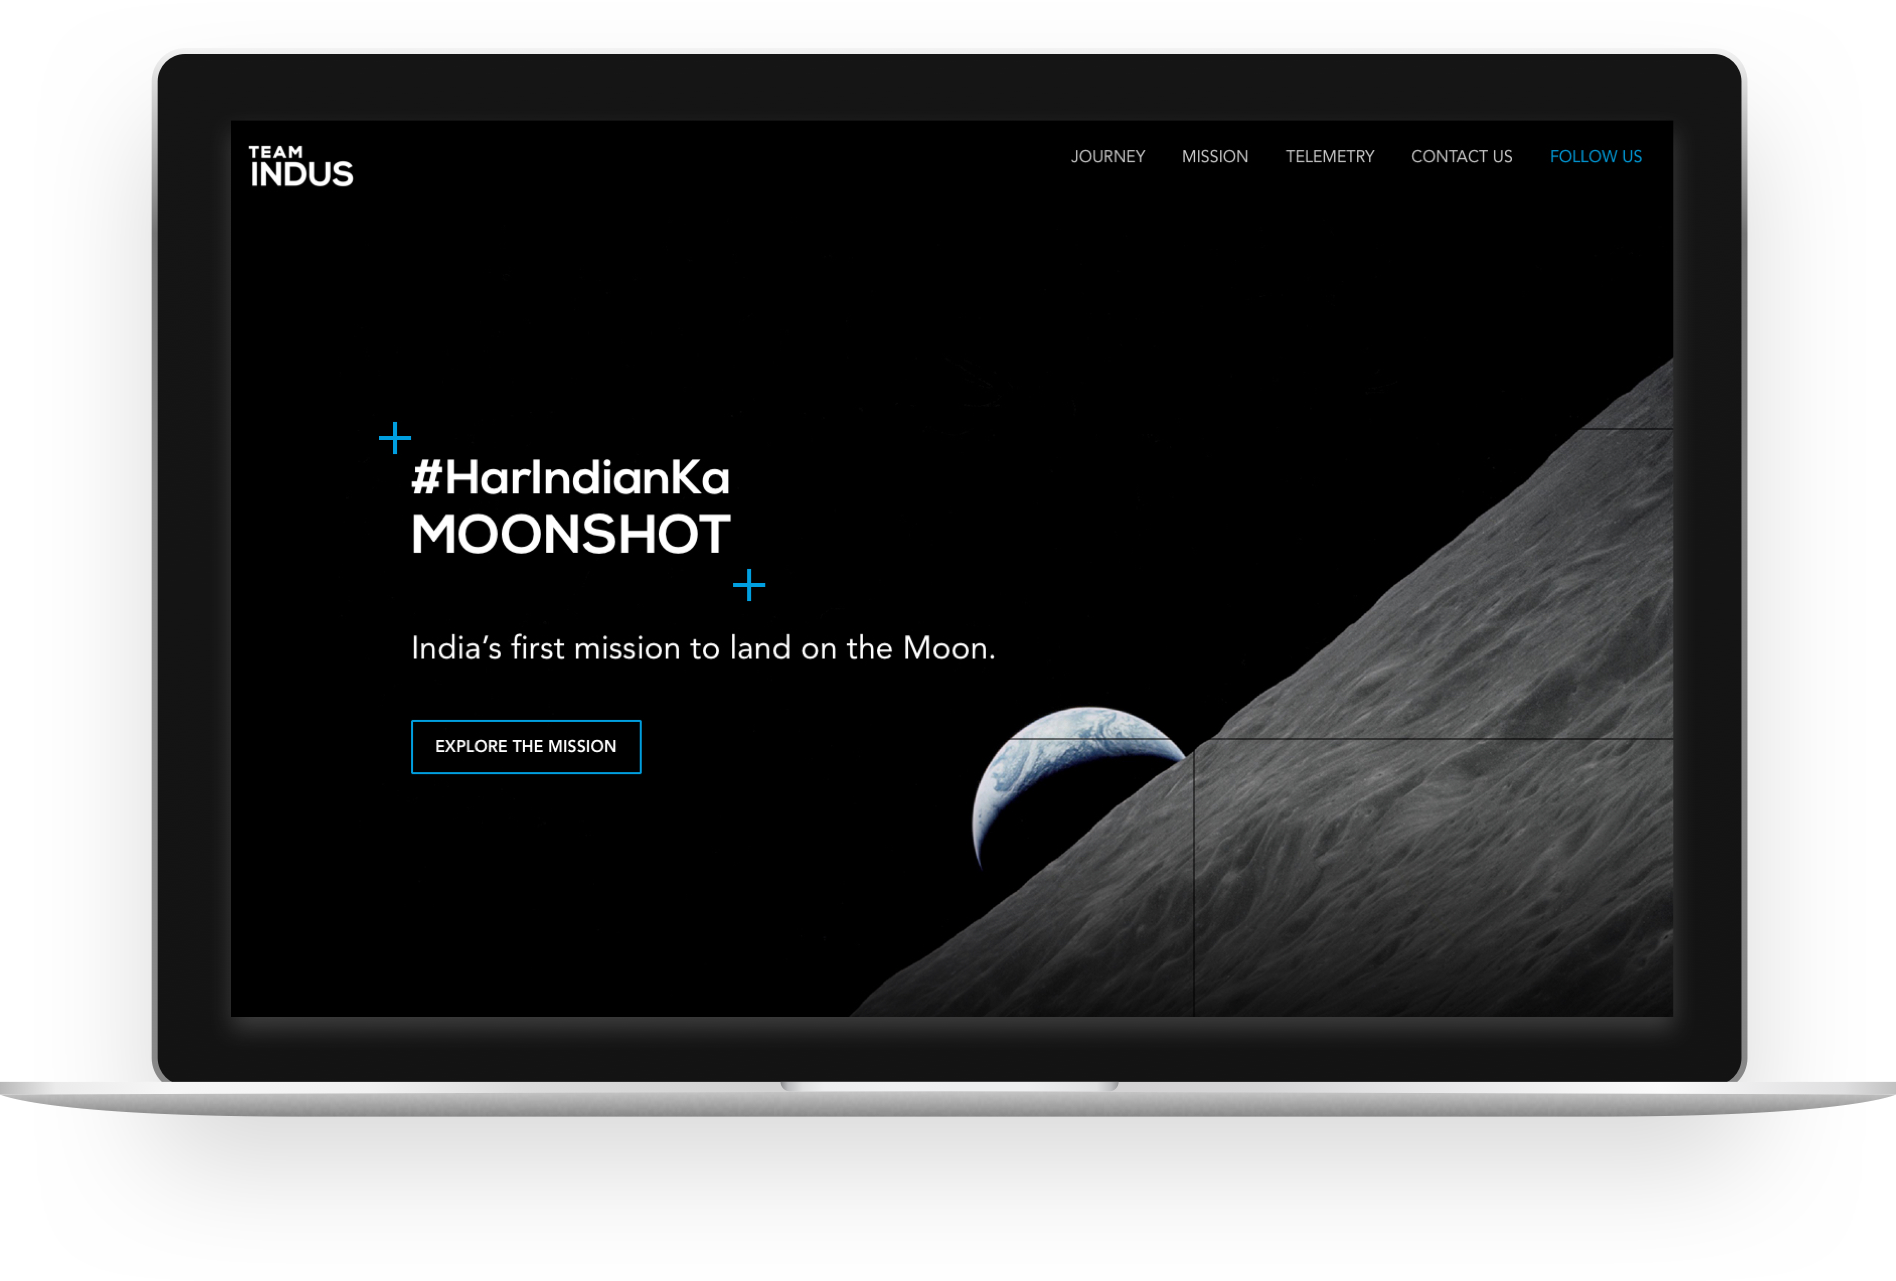 TEAM
INDUS
JOURNEY MISSION TELEMETRY CONTACT US FOLLOW US
#HarIndianKa
MOONSHOT
India’s first mission to land on the Moon.
EXPLORE THE MISSION